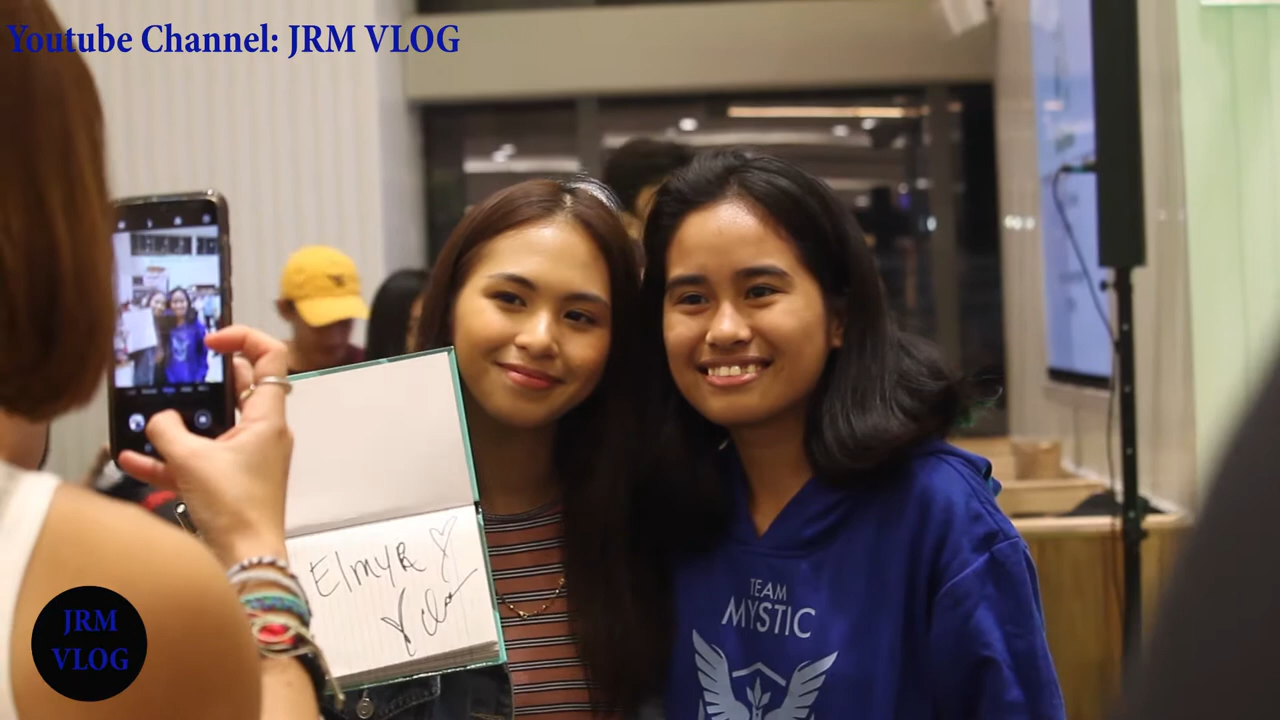 Youtube Channel: JRM VLOG
Elmyr
TEAM
MYSTIC
JRM
VLOG